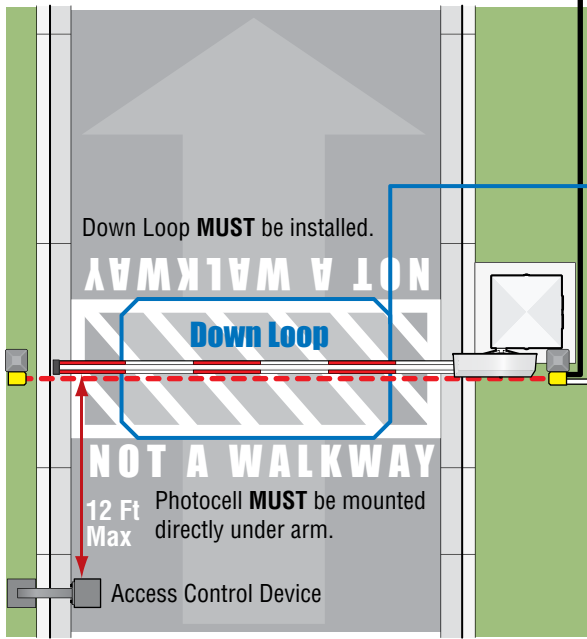 Down Loop MUST be installed.
NOT A WALKWAY
Down Loop
NOT A WALKWAY
12 Ft
Max
Photocell MUST be mounted
directly under arm.
Access Control Device